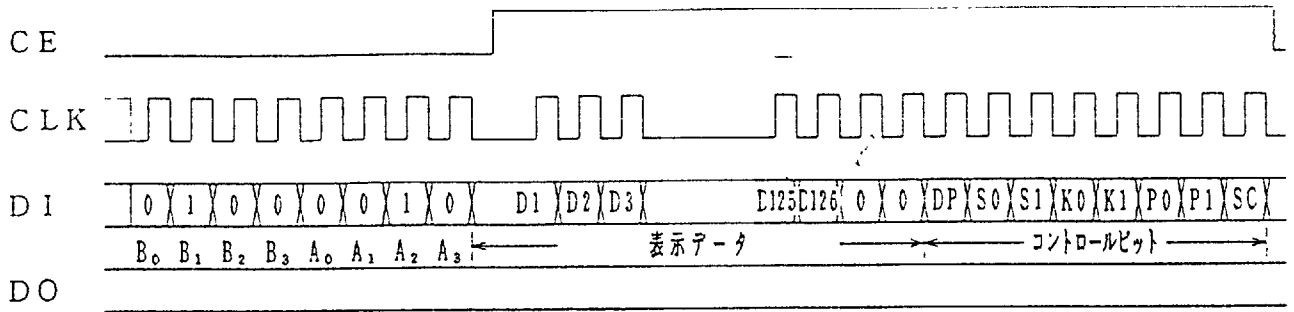 CE
CLK
DI 0 1 0 0 0 0 1 0 D1 D2 D3 D125 D126 0 0 DP S0 S1 K0 K1 P0 P1 SC
B₀ B₁ B₂ B₃ A₀ A₁ A₂ A₃ 表示データ コントロールビット
DO